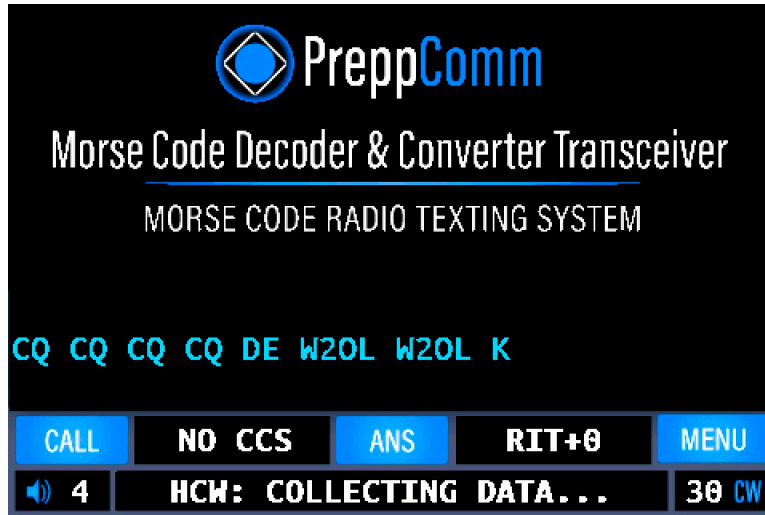 PreppComm
Morse Code Decoder & Converter Transceiver
MORSE CODE RADIO TEXTING SYSTEM
CQ CQ CQ CQ DE W2OL W2OL K
CALL NO CCS ANS RIT+0 MENU
4 HCW: COLLECTING DATA... 30 CW